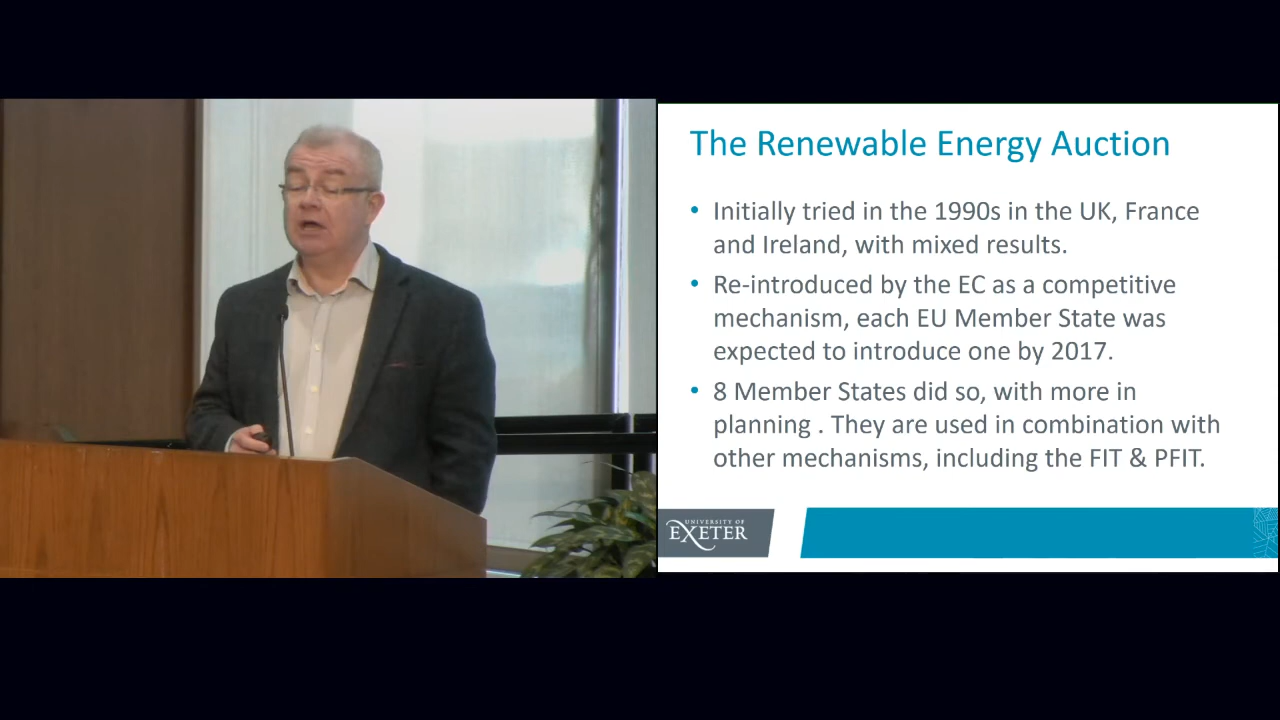 The Renewable Energy Auction
• Initially tried in the 1990s in the UK, France
and Ireland, with mixed results.
• Re-introduced by the EC as a competitive
mechanism, each EU Member State was
expected to introduce one by 2017.
• 8 Member States did so, with more in
planning . They are used in combination with
other mechanisms, including the FIT & PFIT.
UNIVERSITY OF
EXETER